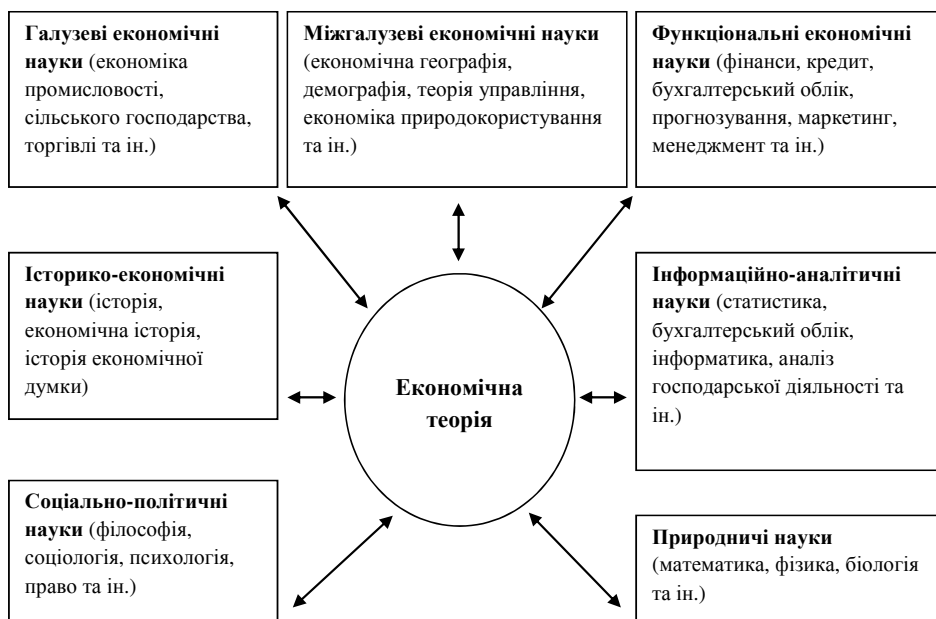 Галузеві економічні
науки (економіка
промисловості,
сільського господарства,
торгівлі та ін.)
Міжгалузеві економічні науки
(економічна географія,
демографія, теорія управління,
економіка природокористування
та ін.)
Функціональні економічні
науки (фінанси, кредит,
бухгалтерський облік,
прогнозування, маркетинг,
менеджмент та ін.)
Історико-економічні
науки (історія,
економічна історія,
історія економічної
думки)
Економічна
теорія
Інформаційно-аналітичні
науки (статистика,
бухгалтерський облік,
інформатика, аналіз
господарської діяльності та
ін.)
Соціально-політичні
науки (філософія,
соціологія, психологія,
право та ін.)
Природничі науки
(математика, фізика, біологія
та ін.)